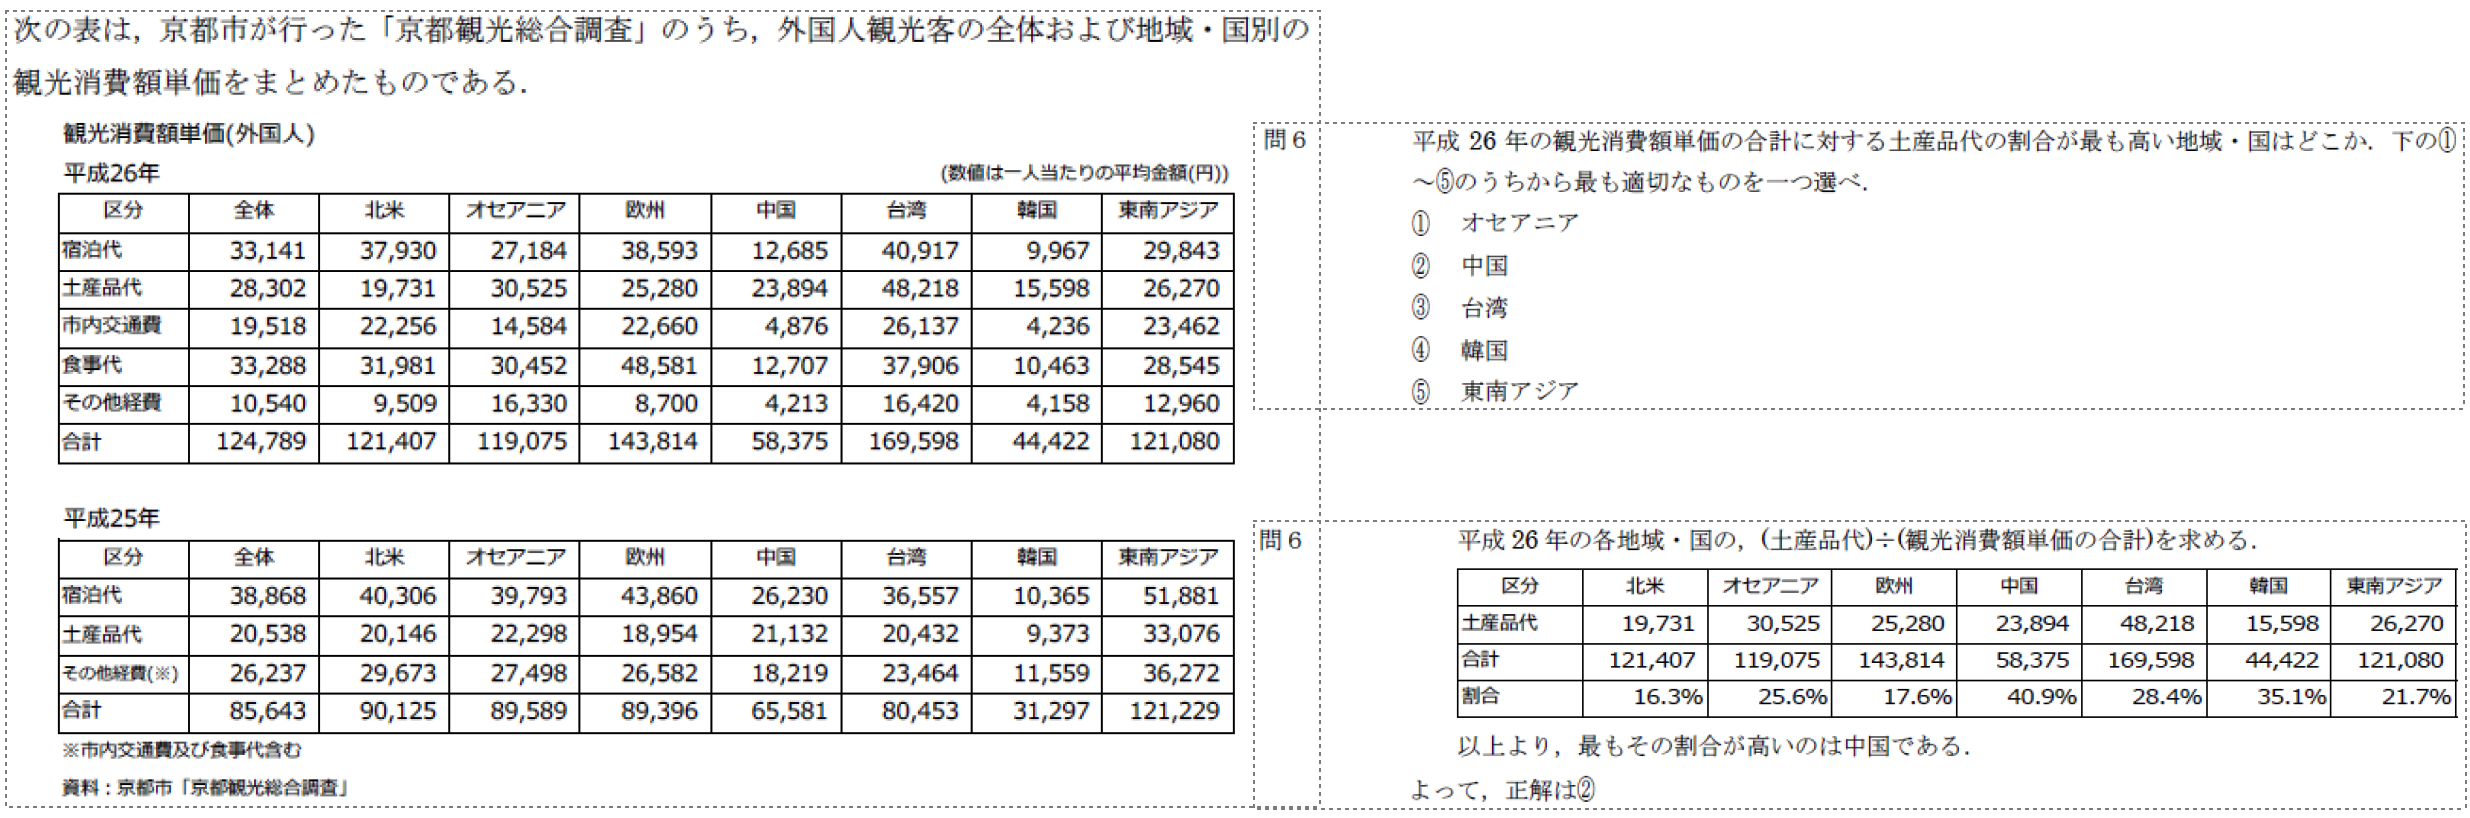 次の表は，京都市が行った「京都観光総合調査」のうち，外国人観光客の全体および地域・国別の
観光消費額単価をまとめたものである．
観光消費額単価(外国人)
平成26年 (数値は一人当たりの平均金額(円))
区分 全体 北米 オセアニア 欧州 中国 台湾 韓国 東南アジア
宿泊代 33,141 37,930 27,184 38,593 12,685 40,917 9,967 29,843
土産品代 28,302 19,731 30,525 25,280 23,894 48,218 15,598 26,270
市内交通費 19,518 22,256 14,584 22,660 4,876 26,137 4,236 23,462
食事代 33,288 31,981 30,452 48,581 12,707 37,906 10,463 28,545
その他経費 10,540 9,509 16,330 8,700 4,213 16,420 4,158 12,960
合計 124,789 121,407 119,075 143,814 58,375 169,598 44,422 121,080
平成25年
区分 全体 北米 オセアニア 欧州 中国 台湾 韓国 東南アジア
宿泊代 38,868 40,306 39,793 43,860 26,230 36,557 10,365 51,881
土産品代 20,538 20,146 22,298 18,954 21,132 20,432 9,373 33,076
その他経費(※) 26,237 29,673 27,498 26,582 18,219 23,464 11,559 36,272
合計 85,643 90,125 89,589 89,396 65,581 80,453 31,297 121,229
※市内交通費及び食事代含む
資料：京都市「京都観光総合調査」
問６ 平成 26 年の観光消費額単価の合計に対する土産品代の割合が最も高い地域・国はどこか．下の①
～⑤のうちから最も適切なものを一つ選べ．
① オセアニア
② 中国
③ 台湾
④ 韓国
⑤ 東南アジア
問６ 平成 26 年の各地域・国の，(土産品代)÷(観光消費額単価の合計)を求める．
区分 北米 オセアニア 欧州 中国 台湾 韓国 東南アジア
土産品代 19,731 30,525 25,280 23,894 48,218 15,598 26,270
合計 121,407 119,075 143,814 58,375 169,598 44,422 121,080
割合 16.3% 25.6% 17.6% 40.9% 28.4% 35.1% 21.7%
以上より，最もその割合が高いのは中国である．
よって，正解は②